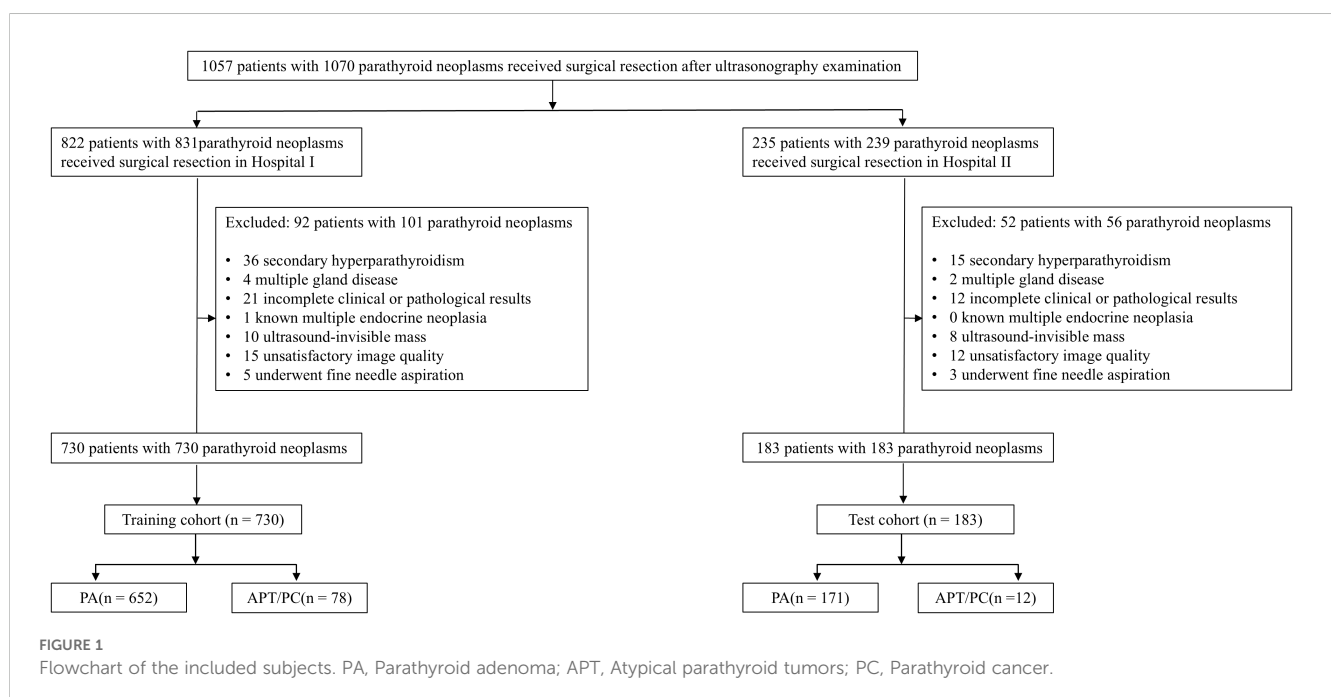 1057 patients with 1070 parathyroid neoplasms received surgical resection after ultrasonography examination
822 patients with 831parathyroid neoplasms
received surgical resection in Hospital I
235 patients with 239 parathyroid neoplasms
received surgical resection in Hospital II
Excluded: 92 patients with 101 parathyroid neoplasms
• 36 secondary hyperparathyroidism
• 4 multiple gland disease
• 21 incomplete clinical or pathological results
• 1 known multiple endocrine neoplasia
• 10 ultrasound-invisible mass
• 15 unsatisfactory image quality
• 5 underwent fine needle aspiration
Excluded: 52 patients with 56 parathyroid neoplasms
• 15 secondary hyperparathyroidism
• 2 multiple gland disease
• 12 incomplete clinical or pathological results
• 0 known multiple endocrine neoplasia
• 8 ultrasound-invisible mass
• 12 unsatisfactory image quality
• 3 underwent fine needle aspiration
730 patients with 730 parathyroid neoplasms
183 patients with 183 parathyroid neoplasms
Training cohort (n = 730)
Test cohort (n = 183)
PA(n = 652)
APT/PC(n = 78)
PA(n = 171)
APT/PC(n =12)
FIGURE 1
Flowchart of the included subjects. PA, Parathyroid adenoma; APT, Atypical parathyroid tumors; PC, Parathyroid cancer.